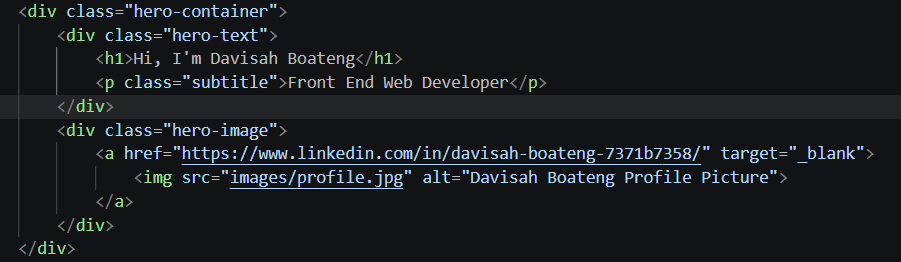 <div class="hero-container">
<div class="hero-text">
<h1>Hi, I'm Davisah Boateng</h1>
<p class="subtitle">Front End Web Developer</p>
</div>
<div class="hero-image">
<a href="https://www.linkedin.com/in/davisah-boateng-7371b7358/" target="_blank">
<img src="images/profile.jpg" alt="Davisah Boateng Profile Picture">
</a>
</div>
</div>